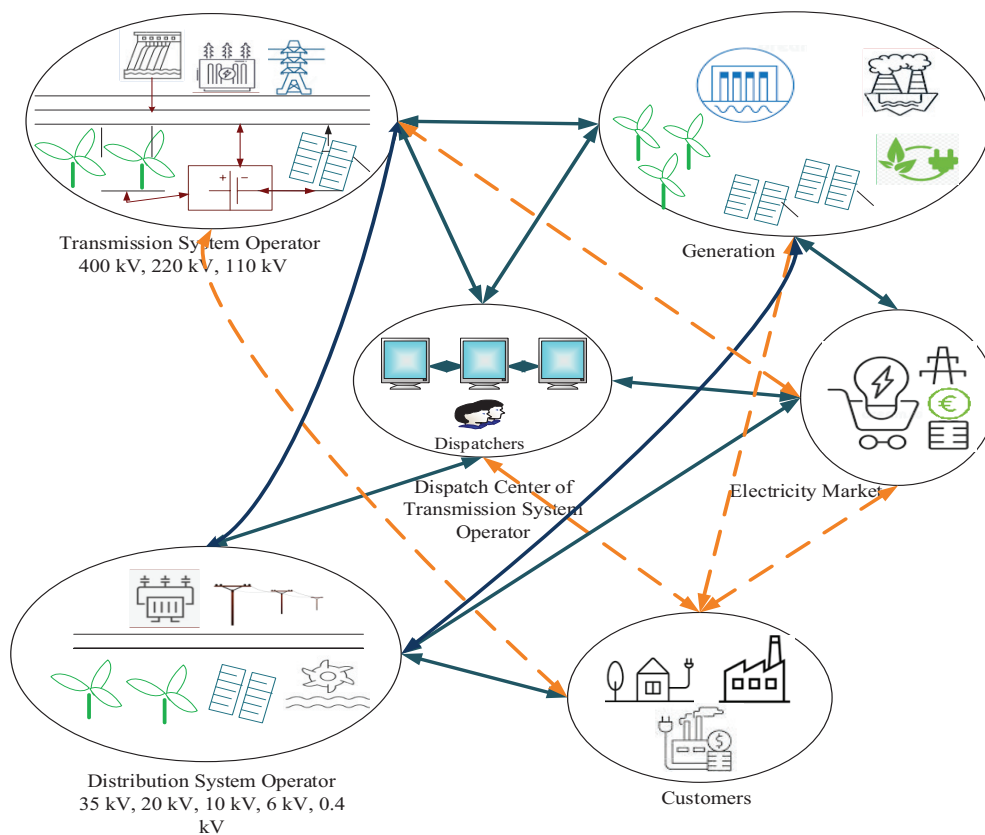 Transmission System Operator
400 kV, 220 kV, 110 kV
Generation
+ −
€
Dispatchers
Dispatch Center of
Transmission System
Operator
Electricity Market
$
Distribution System Operator
35 kV, 20 kV, 10 kV, 6 kV, 0.4
kV
Customers